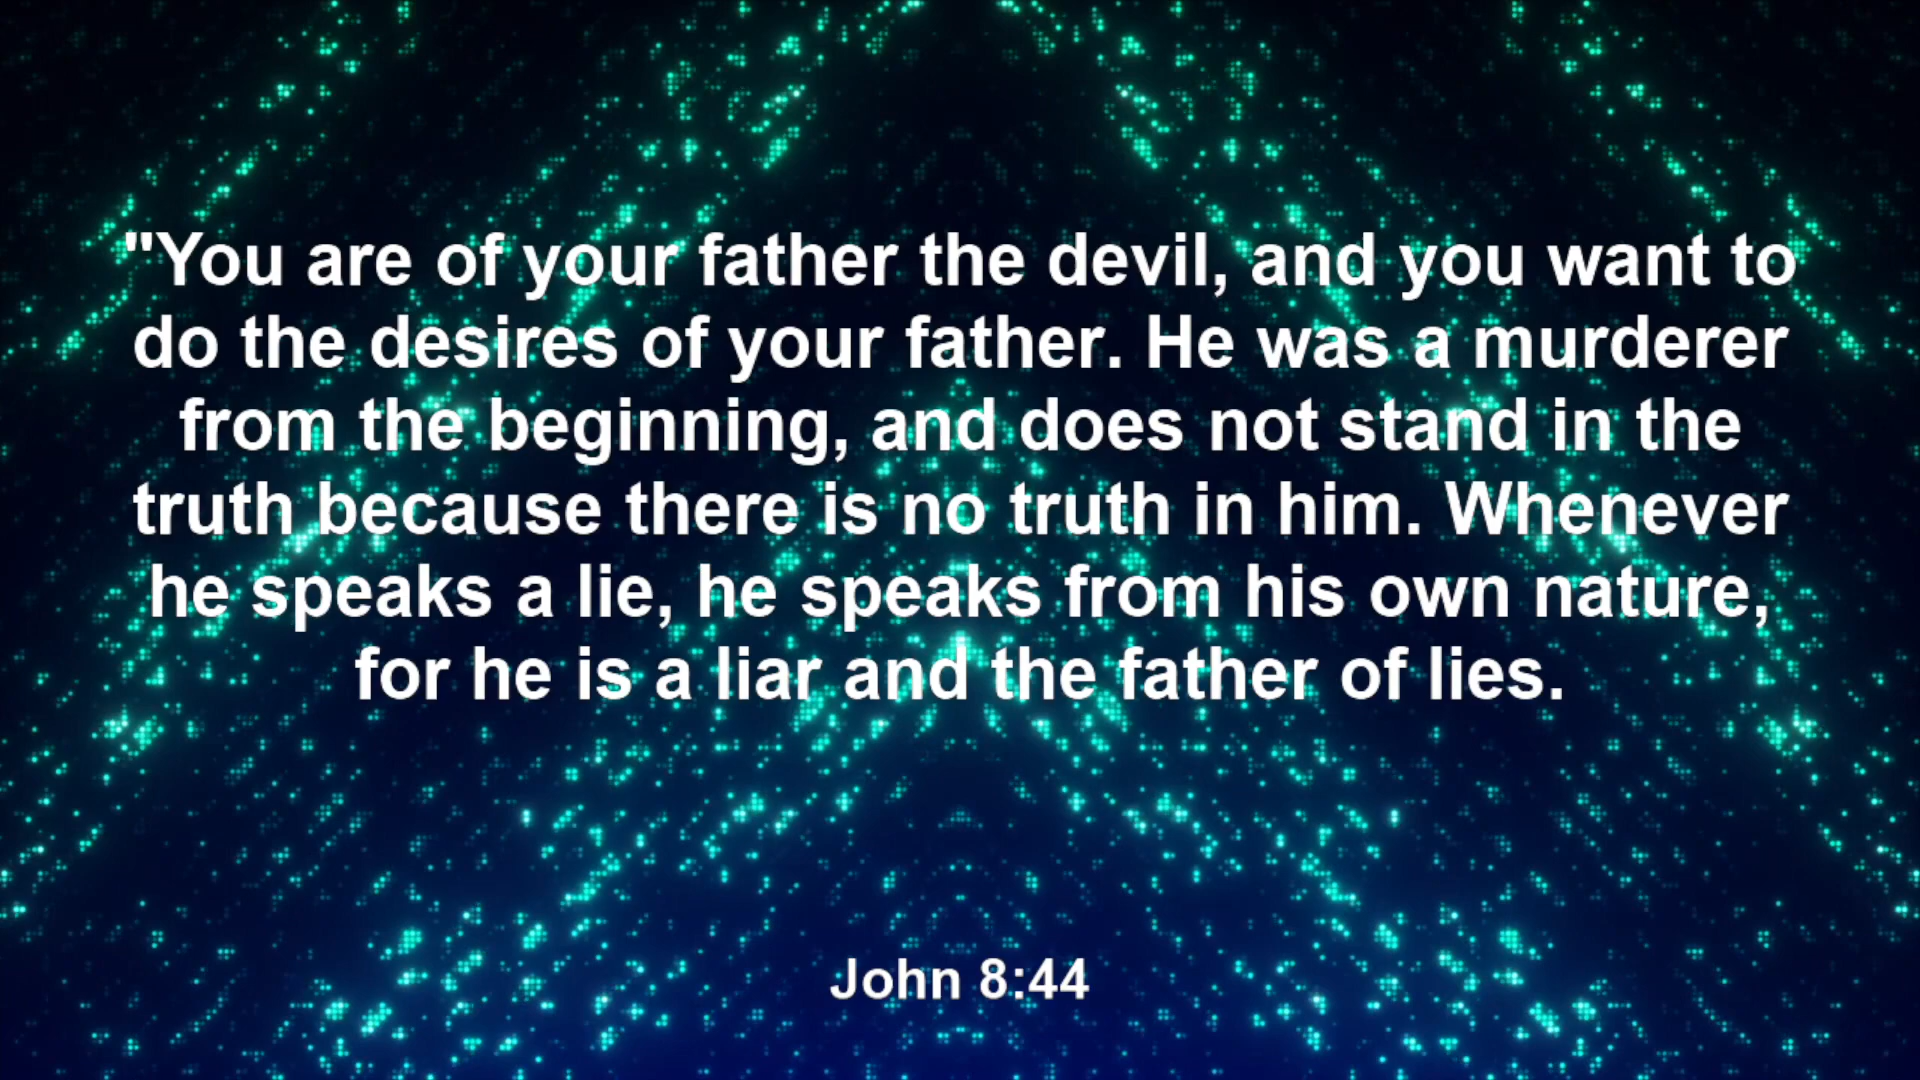 "You are of your father the devil, and you want to
do the desires of your father. He was a murderer
from the beginning, and does not stand in the
truth because there is no truth in him. Whenever
he speaks a lie, he speaks from his own nature,
for he is a liar and the father of lies.
John 8:44